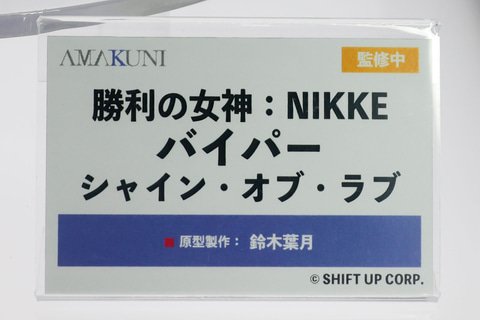 AMAKUNI 監修中
勝利の女神：NIKKE
バイパー
シャイン・オブ・ラブ
■ 原型製作： 鈴木葉月
© SHIFT UP CORP.